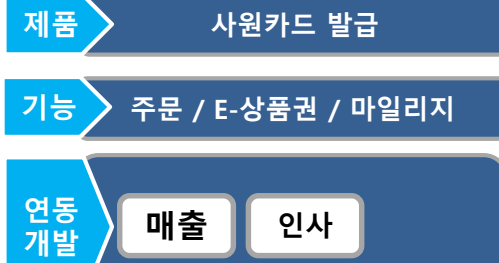 제품
사원카드 발급
기능
주문 / E-상품권 / 마일리지
연동
개발
매출
인사